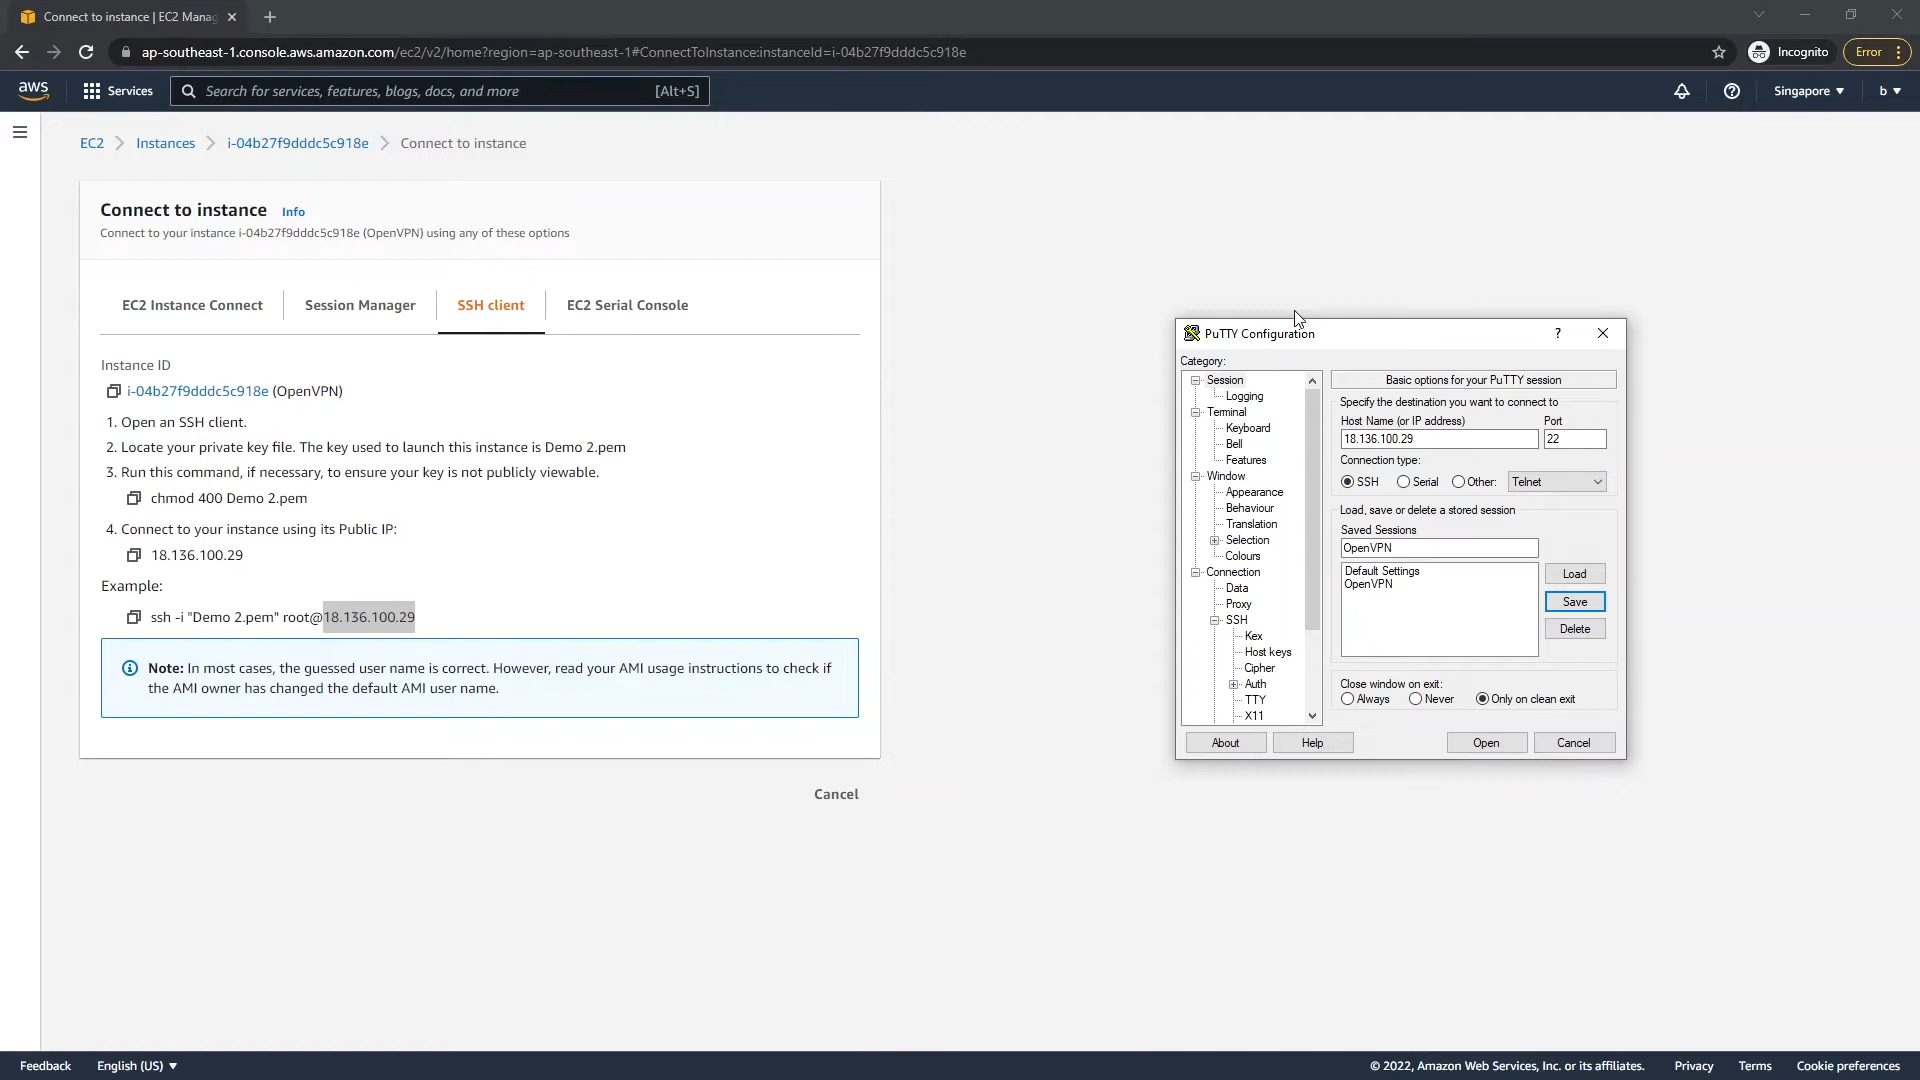 Connect to instance | EC2 Manag
ap-southeast-1.console.aws.amazon.com/ec2/v2/home?region=ap-southeast-1#ConnectToInstance:instanceId=i-04b27f9dddc5c918e
Incognito
Error
aws
Services
Search for services, features, blogs, docs, and more
[Alt+S]
Singapore
b
EC2
Instances
i-04b27f9dddc5c918e
Connect to instance
Connect to instance Info
Connect to your instance i-04b27f9dddc5c918e (OpenVPN) using any of these options
EC2 Instance Connect
Session Manager
SSH client
EC2 Serial Console
Instance ID
i-04b27f9dddc5c918e (OpenVPN)
1. Open an SSH client.
2. Locate your private key file. The key used to launch this instance is Demo 2.pem
3. Run this command, if necessary, to ensure your key is not publicly viewable.
chmod 400 Demo 2.pem
4. Connect to your instance using its Public IP:
18.136.100.29
Example:
ssh -i "Demo 2.pem" root@18.136.100.29
Note: In most cases, the guessed user name is correct. However, read your AMI usage instructions to check if
the AMI owner has changed the default AMI user name.
Cancel
PuTTY Configuration
?
Category:
Session
Logging
Terminal
Keyboard
Bell
Features
Window
Appearance
Behaviour
Translation
Selection
Colours
Connection
Data
Proxy
SSH
Kex
Host keys
Cipher
Auth
TTY
X11
Basic options for your PuTTY session
Specify the destination you want to connect to
Host Name (or IP address)
Port
18.136.100.29
22
Connection type:
SSH
Serial
Other:
Telnet
Load, save or delete a stored session
Saved Sessions
OpenVPN
Default Settings
OpenVPN
Load
Save
Delete
Close window on exit:
Always
Never
Only on clean exit
About
Help
Open
Cancel
Feedback
English (US)
© 2022, Amazon Web Services, Inc. or its affiliates.
Privacy
Terms
Cookie preferences